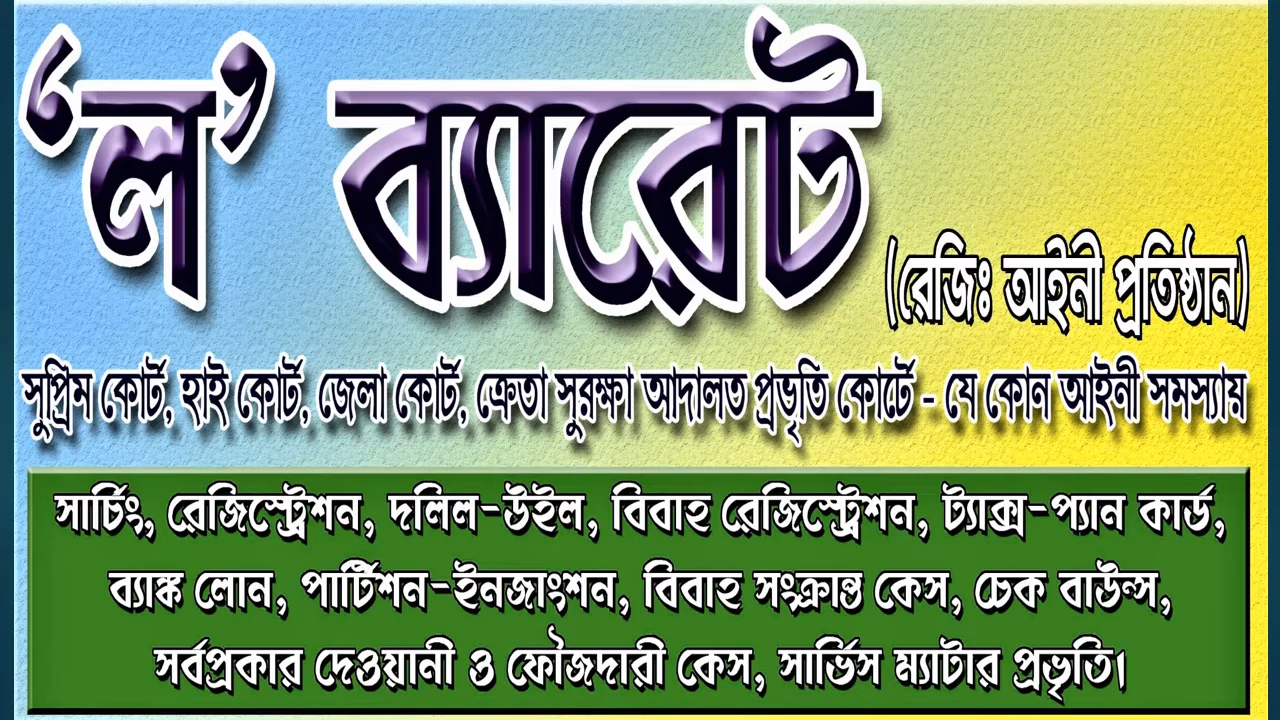 ‘ল’ ব্যারেট
(রেজিঃ আইনী প্রতিষ্ঠান)
সুপ্রিম কোর্ট, হাই কোর্ট, জেলা কোর্ট, ক্রেতা সুরক্ষা আদালত প্রভৃতি কোর্টে - যে কোন আইনী সমস্যায়
সার্চিং, রেজিস্ট্রেশন, দলিল-উইল, বিবাহ রেজিস্ট্রেশন, ট্যাক্স-প্যান কার্ড,
ব্যাঙ্ক লোন, পার্টিশন-ইনজাংশন, বিবাহ সংক্রান্ত কেস, চেক বাউন্স,
সর্বপ্রকার দেওয়ানী ও ফৌজদারী কেস, সার্ভিস ম্যাটার প্রভৃতি।